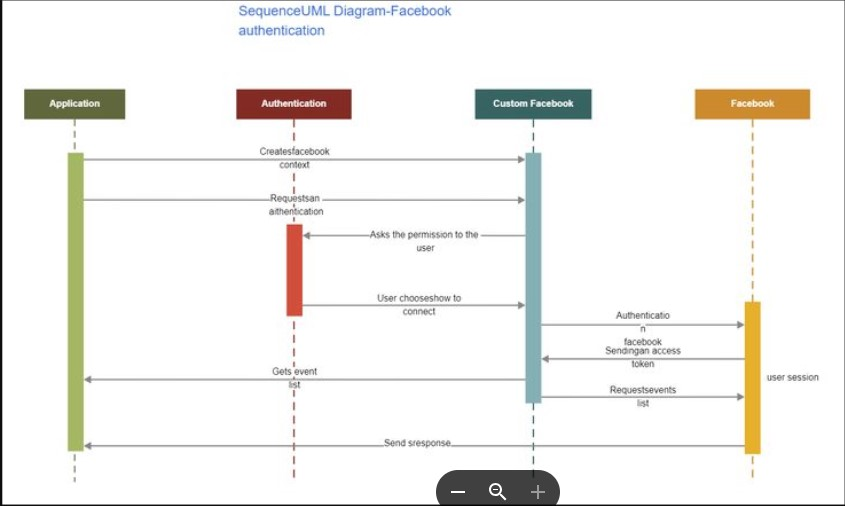 SequenceUML Diagram-Facebook
authentication
Application
Authentication
Custom Facebook
Facebook
Createsfacebook
context
Requestsan
aithentication
Asks the permission to the
user
User chooseshow to
connect
Authenticatio
n
facebook
Sendingan access
token
Gets event
list
user session
Requestsevents
list
Send sresponse